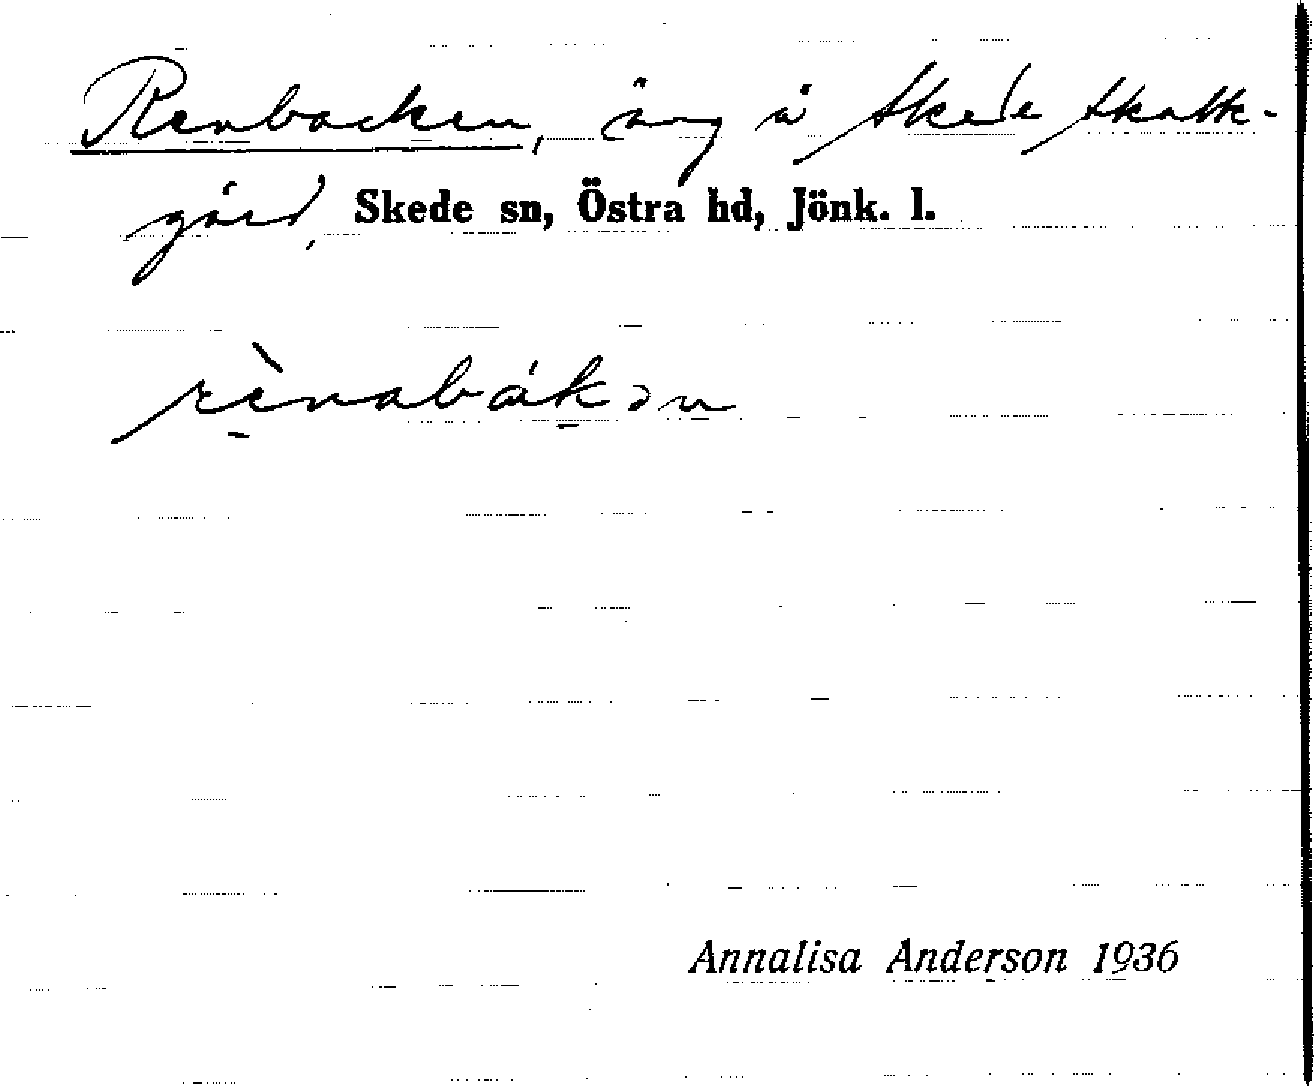 Renbacken, äng å Skede Skatte-
gård, Skede sn, Östra hd, Jönk. l.
rènabákən
Annalisa Anderson 1936